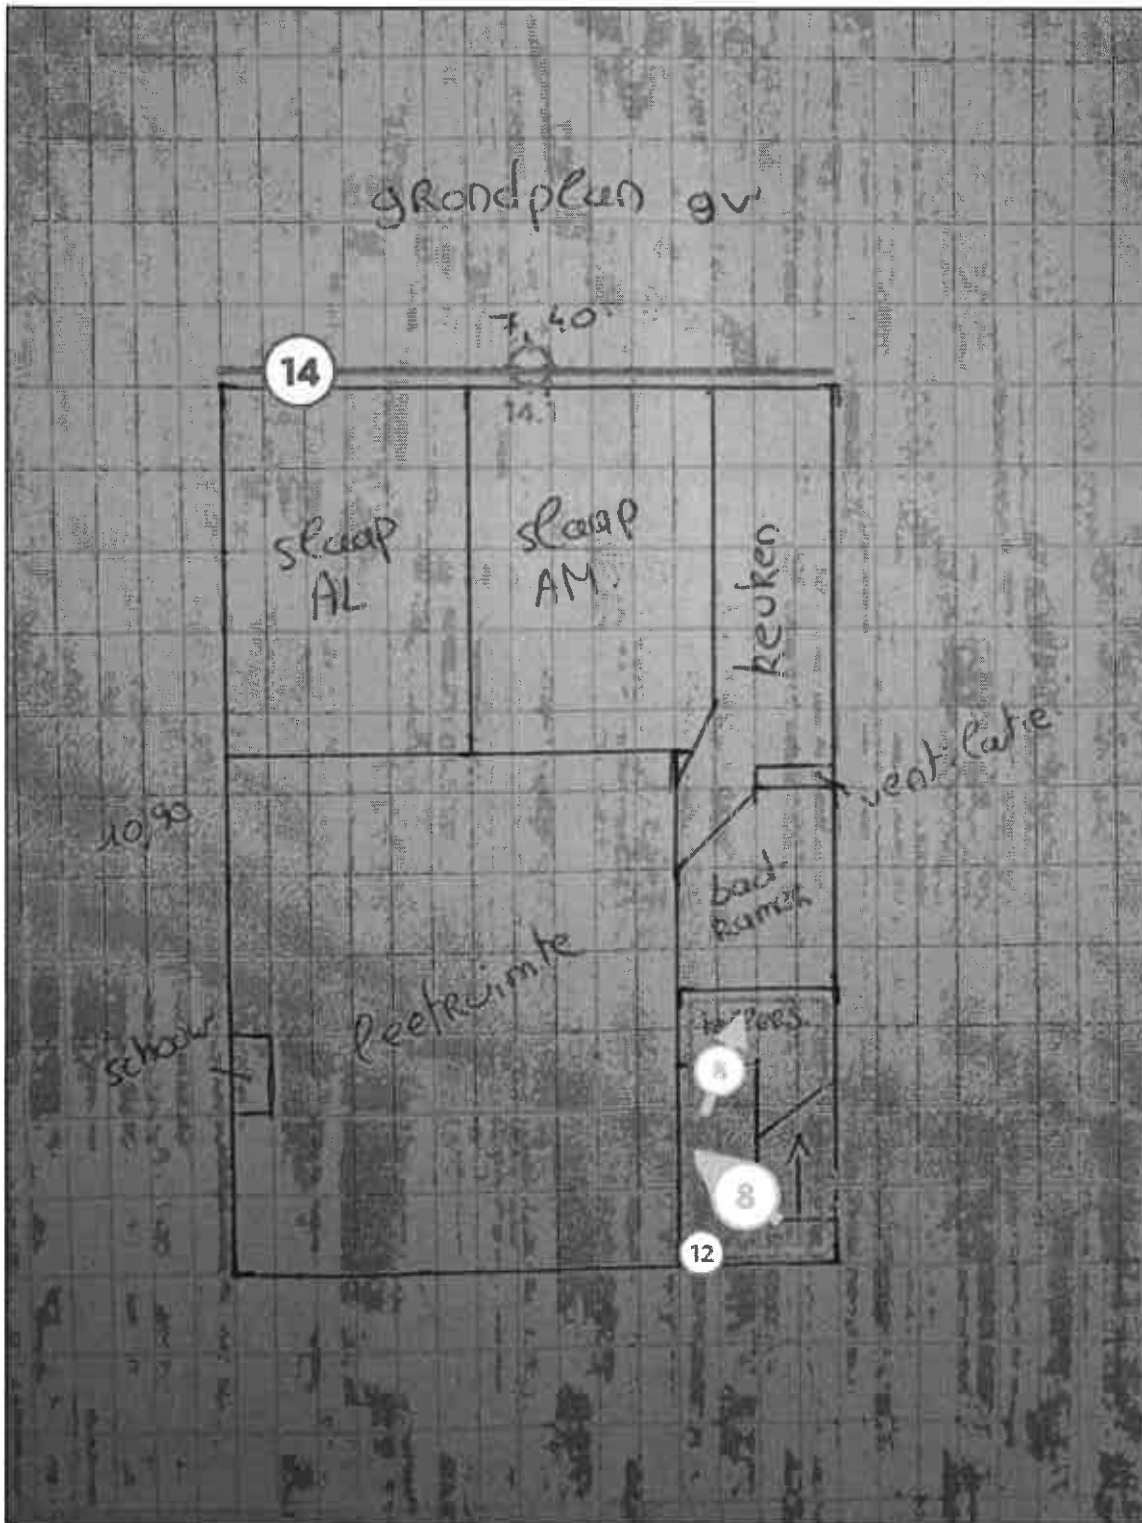 grondplan gv
7,40
14
14.1
slaap
AL
slaap
AM.
keuken
ventilatie
10,90
bad
kamer
leefruimte
schouw
tellers
8
12